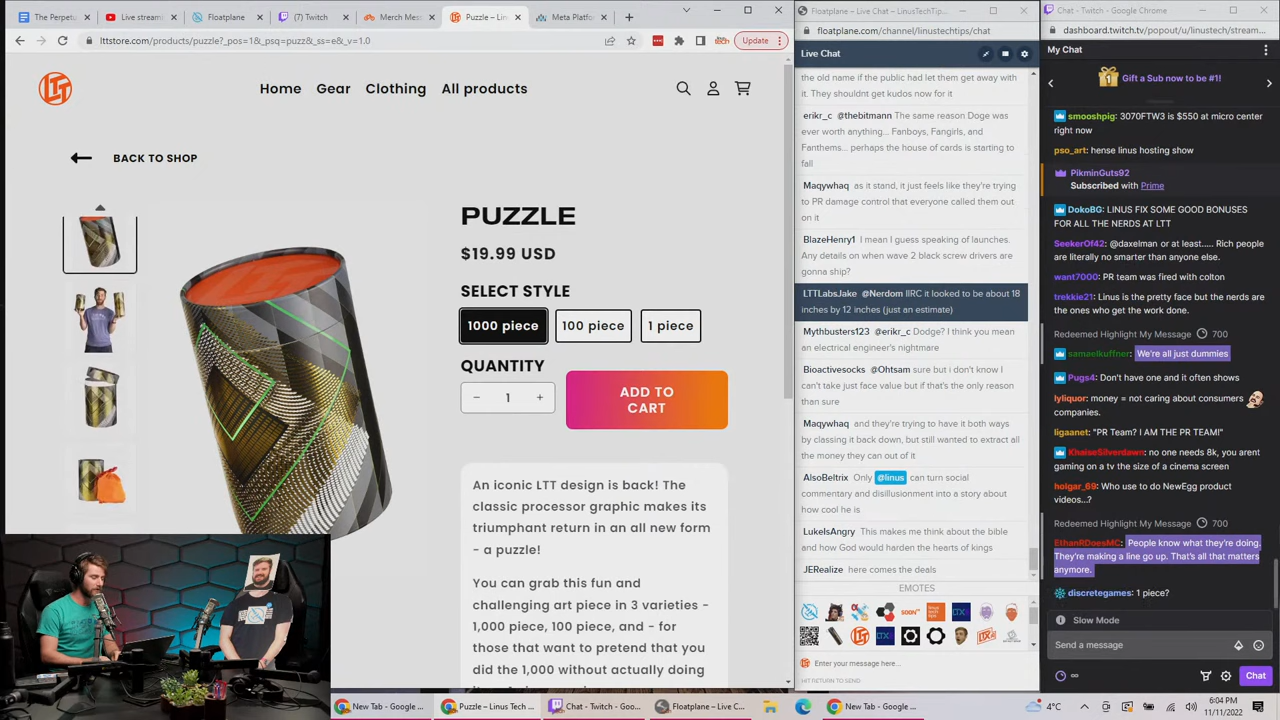 The Perpetual
Live stream
Floatplane
(7) Twitch
Merch Mess
Puzzle – Linus
Meta Platfor
lttstore.com/products/puzzle?_pos=1&_psq=puzz&_ss=e&_v=1.0
Update
LTT
Home
Gear
Clothing
All products
BACK TO SHOP
PUZZLE
$19.99 USD
SELECT STYLE
1000 piece
100 piece
1 piece
QUANTITY
− 1 +
ADD TO
CART
An iconic LTT design is back! The
classic processor graphic makes its
triumphant return in an all new form
- a puzzle!
You can grab this fun and
challenging art piece in 3 varieties -
1,000 piece, 100 piece, and - for
those that want to pretend that you
did the 1,000 without actually doing
Floatplane – Live Chat – LinusTechTips
floatplane.com/channel/linustechtips/chat
Live Chat
the old name if the public had let them get away with
it. They shouldnt get kudos now for it
erikr_c @thebitmann The same reason Doge was
ever worth anything... Fanboys, Fangirls, and
Fanthems... perhaps the house of cards is starting to
fall
Maqywhaq as it stand, it just feels like they're trying
to PR damage control that everyone called them out
on it
BlazeHenry1 I mean I guess speaking of launches.
Any details on when wave 2 black screw drivers are
gonna ship?
LTTLabsJake @Nerdom IIRC it looked to be about 18
inches by 12 inches (just an estimate)
Mythbusters123 @erikr_c Dodge? I think you mean
an electrical engineer's nightmare
Bioactivesocks @Ohtsam sure but i don't know I
can't take just face value but if that's the only reason
than sure
Maqywhaq and they're trying to have it both ways
by classing it back down, but still wanted to extract all
the money they can out of it
AlsoBeltrix Only @linus can turn social
commentary and disillusionment into a story about
how cool he is
LukeIsAngry This makes me think about the bible
and how God would harden the hearts of kings
JERealize here comes the deals
EMOTES
SOON™
Enter your message here...
HIT RETURN TO SEND
Chat - Twitch - Google Chrome
dashboard.twitch.tv/popout/u/linustech/stream...
My Chat
Gift a Sub now to be #1!
smooshpig: 3070FTW3 is $550 at micro center
right now
pso_art: hense linus hosting show
PikminGuts92
Subscribed with Prime
DokoBG: LINUS FIX SOME GOOD BONUSES
FOR ALL THE NERDS AT LTT
SeekerOf42: @daxelman or at least..... Rich people
are literally no smarter than anyone else.
want7000: PR team was fired with colton
trekkie21: Linus is the pretty face but the nerds are
the ones who get the work done.
Redeemed Highlight My Message 700
samaelkuffner: We're all just dummies
Pugs4: Don't have one and it often shows
lyliquor: money = not caring about consumers
companies.
ligaanet: "PR Team? I AM THE PR TEAM!"
KhaiseSilverdawn: no one needs 8k, you arent
gaming on a tv the size of a cinema screen
holgar_69: Who use to do NewEgg product
videos...?
Redeemed Highlight My Message 700
EthanRDoesMC: People know what they're doing.
They're making a line go up. That's all that matters
anymore.
discretegames: 1 piece?
Slow Mode
Send a message
∞
Chat
New Tab - Google ...
Puzzle – Linus Tech ...
Chat - Twitch - Goo...
Floatplane – Live C...
New Tab - Google ...
4°C
6:04 PM
11/11/2022